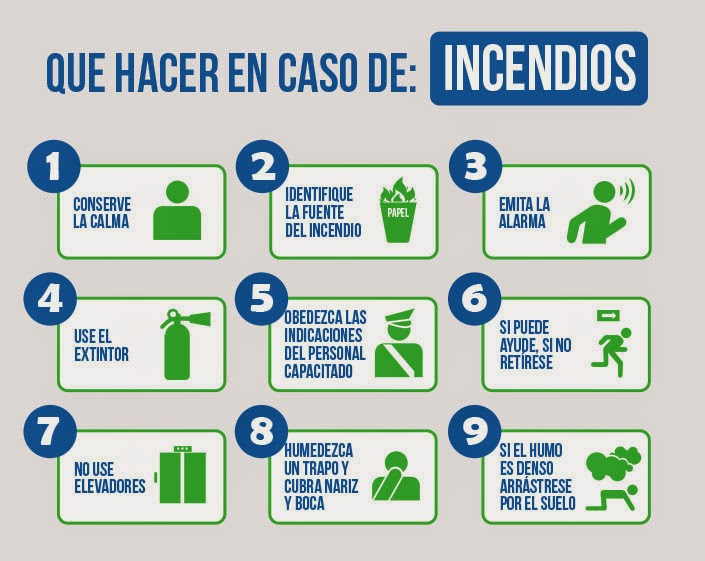 QUE HACER EN CASO DE: INCENDIOS
1
CONSERVE
LA CALMA
2
IDENTIFIQUE
LA FUENTE
DEL INCENDIO
PAPEL
3
EMITA LA
ALARMA
4
USE EL
EXTINTOR
5
OBEDEZCA LAS
INDICACIONES
DEL PERSONAL
CAPACITADO
6
SI PUEDE
AYUDE, SI NO
RETÍRESE
7
NO USE
ELEVADORES
8
HUMEDEZCA
UN TRAPO Y
CUBRA NARIZ
Y BOCA
9
SI EL HUMO
ES DENSO
ARRÁSTRESE
POR EL SUELO